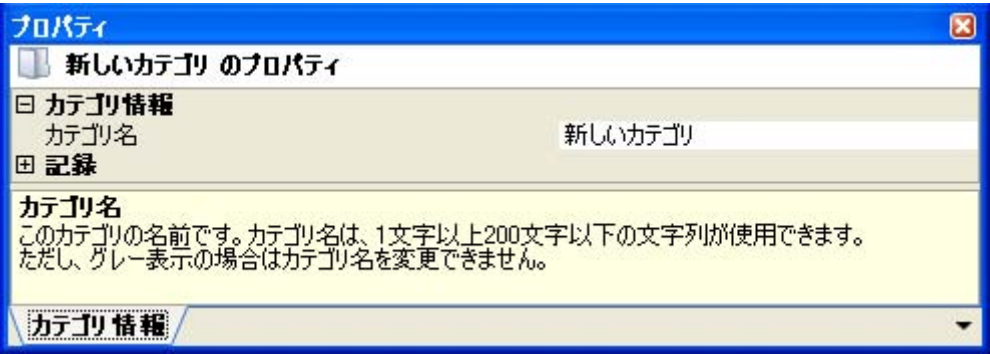 プロパティ
新しいカテゴリ のプロパティ
カテゴリ情報
カテゴリ名 新しいカテゴリ
記録
カテゴリ名
このカテゴリの名前です。カテゴリ名は、1文字以上200文字以下の文字列が使用できます。
ただし、グレー表示の場合はカテゴリ名を変更できません。
カテゴリ情報